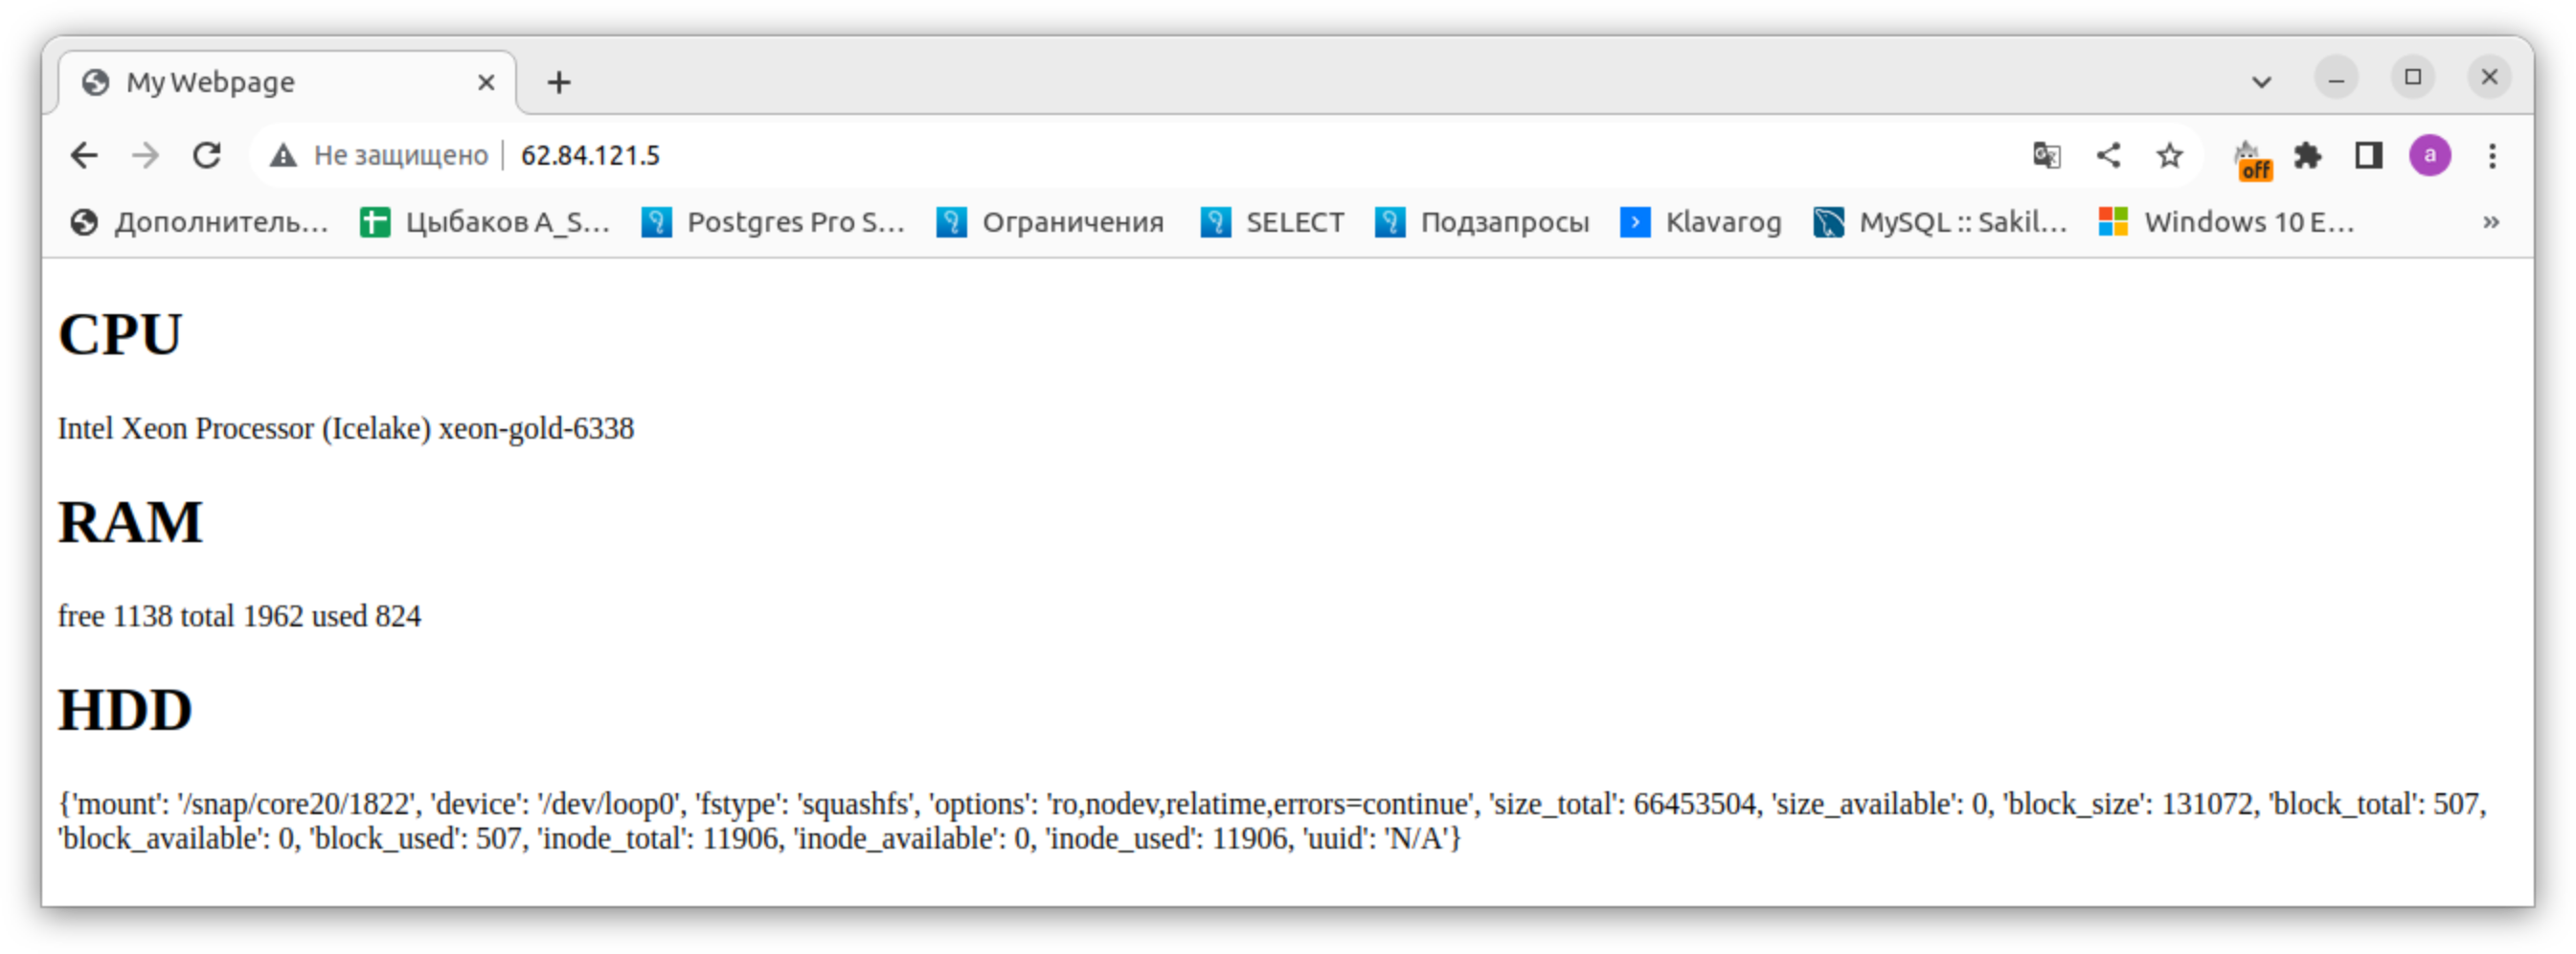 My Webpage
Не защищено 62.84.121.5
off
a
Дополнитель... Цыбаков А_S... Postgres Pro S... Ограничения SELECT Подзапросы Klavarog MySQL :: Sakil... Windows 10 E... »
CPU
Intel Xeon Processor (Icelake) xeon-gold-6338
RAM
free 1138 total 1962 used 824
HDD
{'mount': '/snap/core20/1822', 'device': '/dev/loop0', 'fstype': 'squashfs', 'options': 'ro,nodev,relatime,errors=continue', 'size_total': 66453504, 'size_available': 0, 'block_size': 131072, 'block_total': 507,
'block_available': 0, 'block_used': 507, 'inode_total': 11906, 'inode_available': 0, 'inode_used': 11906, 'uuid': 'N/A'}